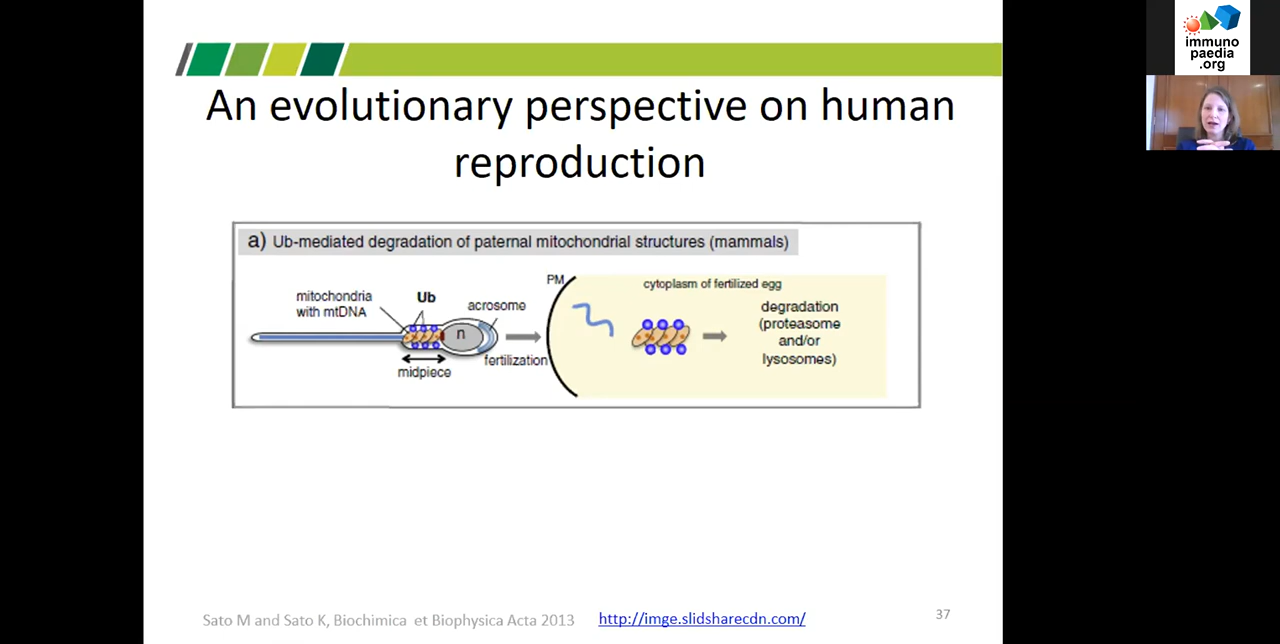 immuno
paedia
.org
An evolutionary perspective on human
reproduction
a) Ub-mediated degradation of paternal mitochondrial structures (mammals)
mitochondria
with mtDNA
Ub
acrosome
n
midpiece
fertilization
PM
cytoplasm of fertilized egg
degradation
(proteasome
and/or
lysosomes)
Sato M and Sato K, Biochimica et Biophysica Acta 2013
http://imge.slidsharecdn.com/
37